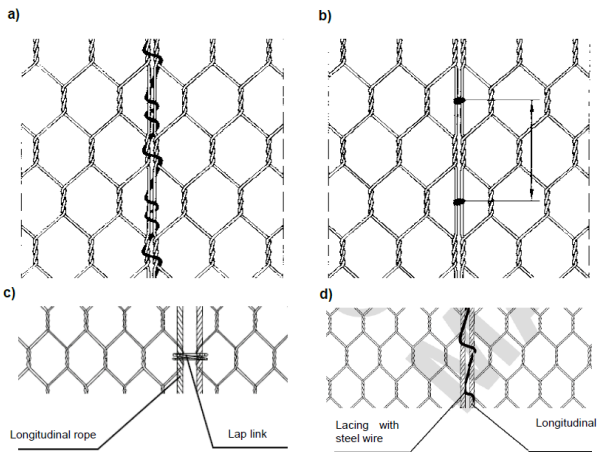 a)
b)
c)
d)
Longitudinal rope
Lap link
Lacing with
steel wire
Longitudinal